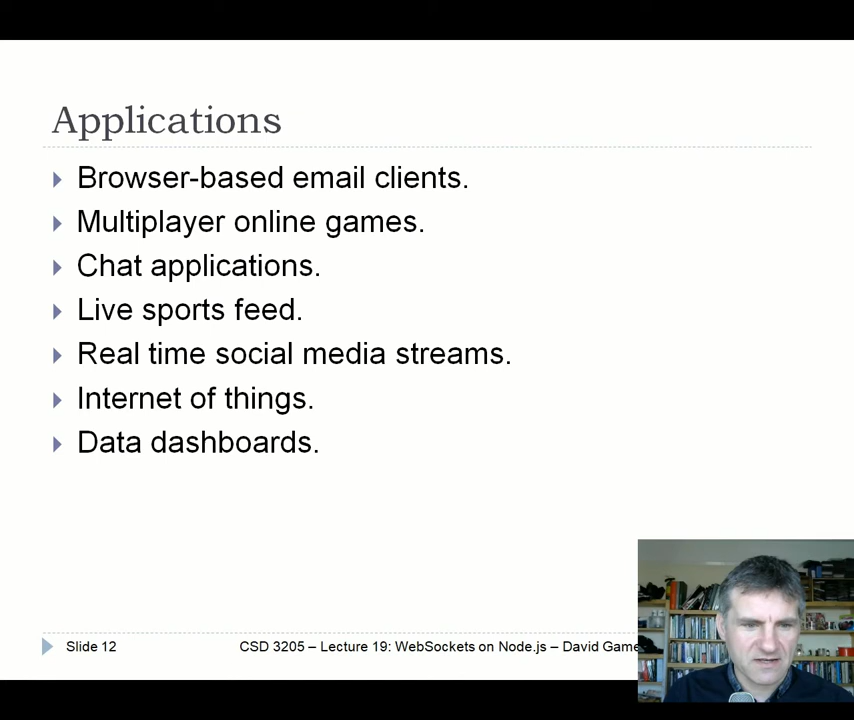 Applications
Browser-based email clients.
Multiplayer online games.
Chat applications.
Live sports feed.
Real time social media streams.
Internet of things.
Data dashboards.
Slide 12
CSD 3205 – Lecture 19: WebSockets on Node.js – David Game